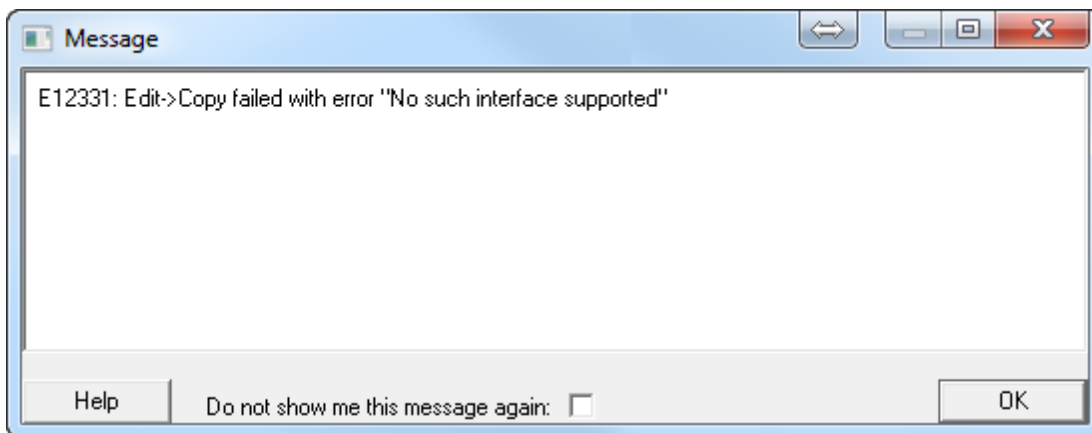 Message
E12331: Edit->Copy failed with error "No such interface supported"
Help
Do not show me this message again:
OK